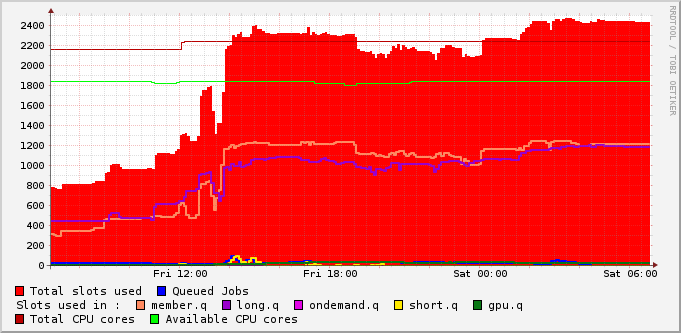 RRDTOOL / TOBI OETIKER
2400
2200
2000
1800
1600
1400
1200
1000
800
600
400
200
0
Fri 12:00 Fri 18:00 Sat 00:00 Sat 06:00
Total slots used Queued Jobs
Slots used in : member.q long.q ondemand.q short.q gpu.q
Total CPU cores Available CPU cores